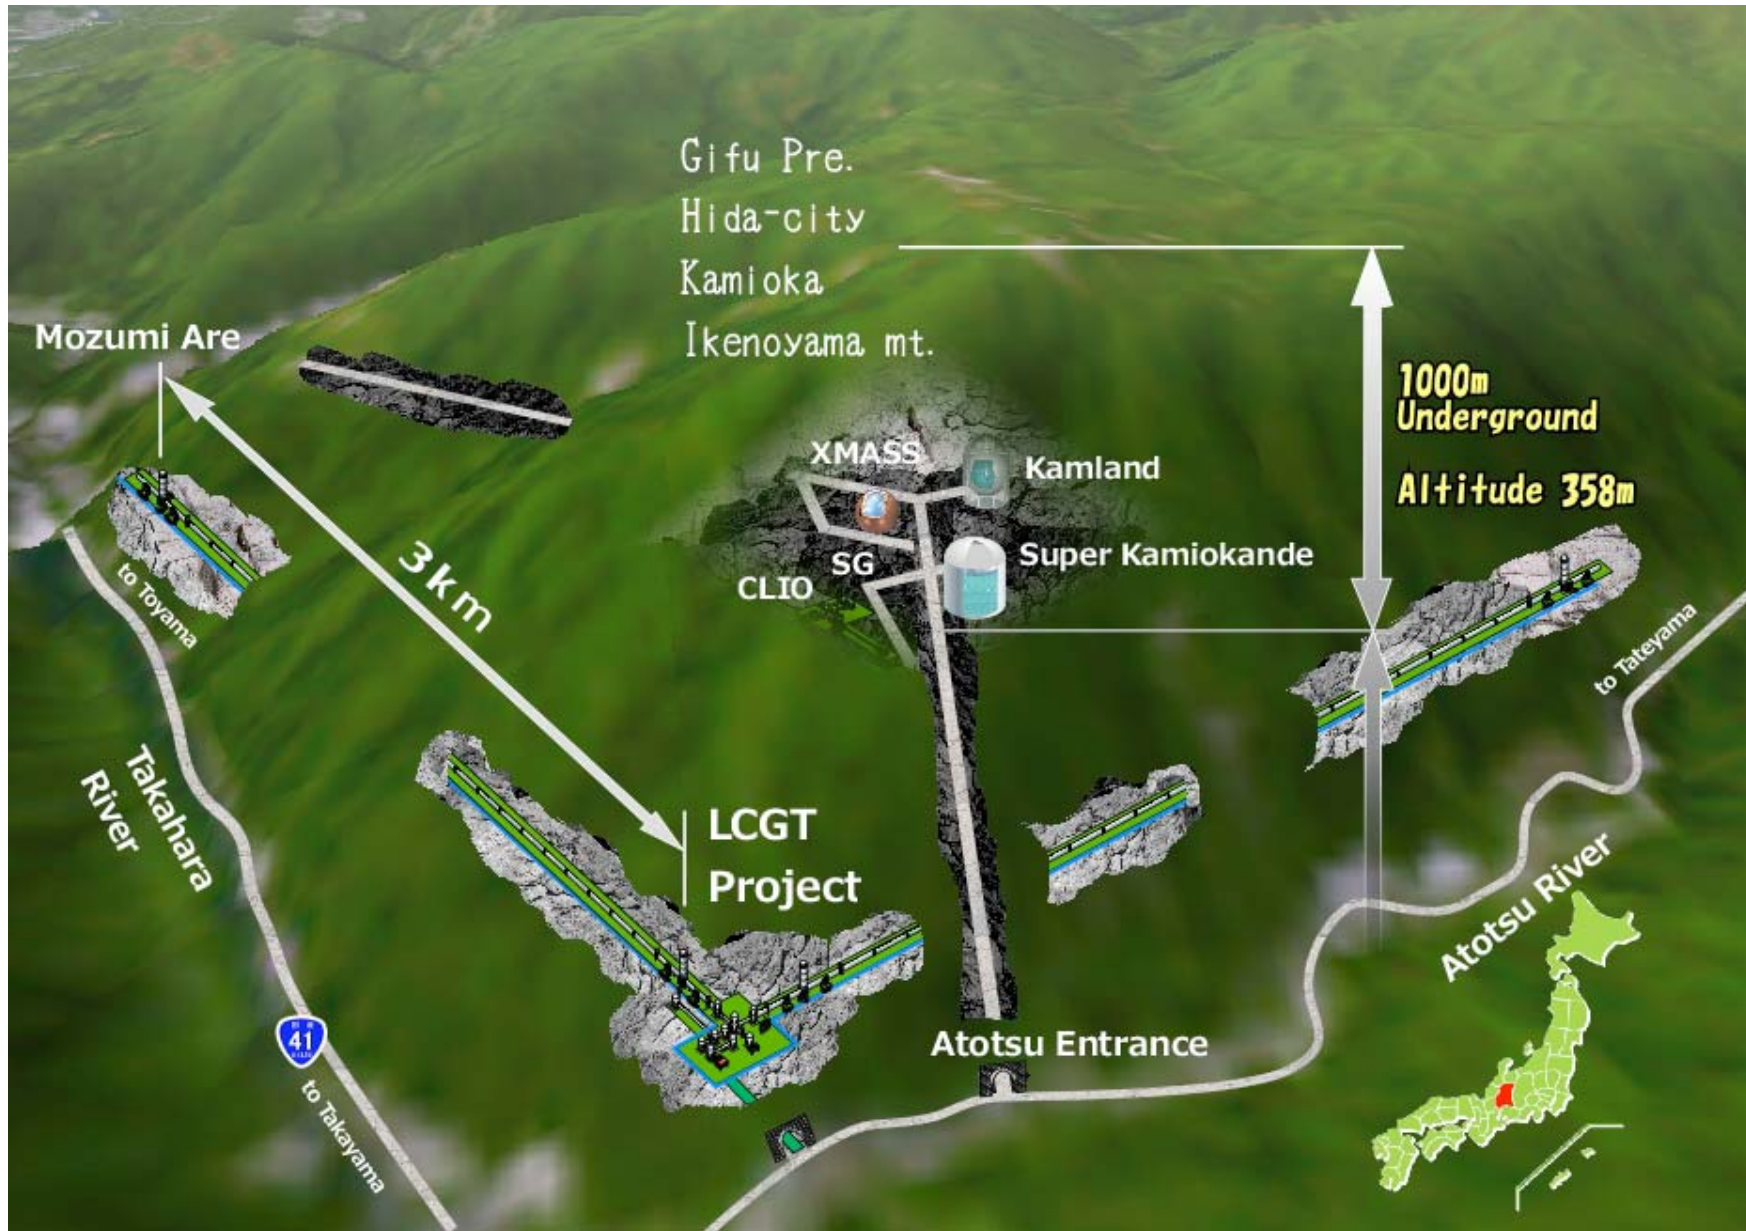 Gifu Pre.
Hida-city
Kamioka
Ikenoyama mt.
Mozumi Are
1000m
Underground
Altitude 358m
XMASS
Kamland
Super Kamiokande
SG
CLIO
3km
to Toyama
to Tateyama
Takahara
River
LCGT
Project
Atotsu River
41
Atotsu Entrance
to Takayama